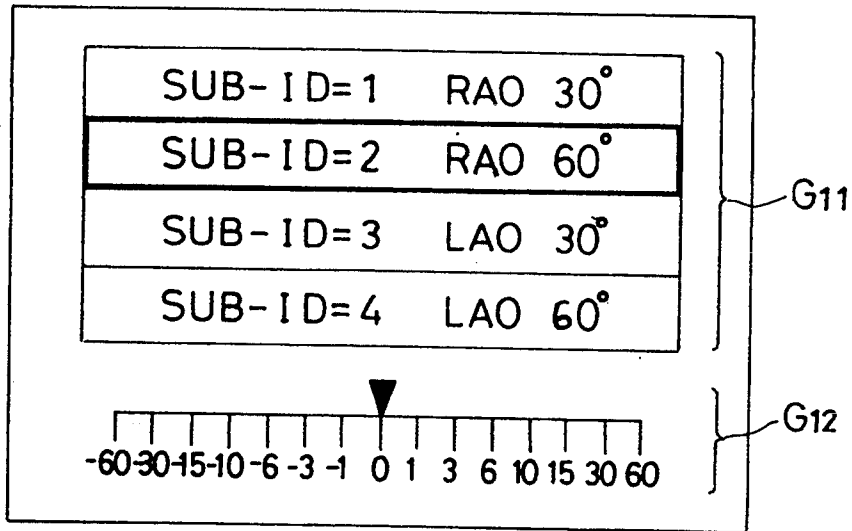 SUB-ID=1 RAO 30°
SUB-ID=2 RAO 60°
SUB-ID=3 LAO 30°
SUB-ID=4 LAO 60°
G11
-60 -30 -15 -10 -6 -3 -1 0 1 3 6 10 15 30 60
G12